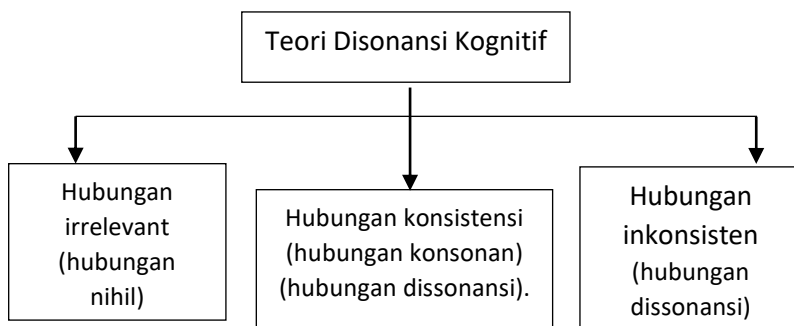 Teori Disonansi Kognitif
Hubungan
irrelevant
(hubungan
nihil)
Hubungan konsistensi
(hubungan konsonan)
(hubungan dissonansi).
Hubungan
inkonsisten
(hubungan
dissonansi)